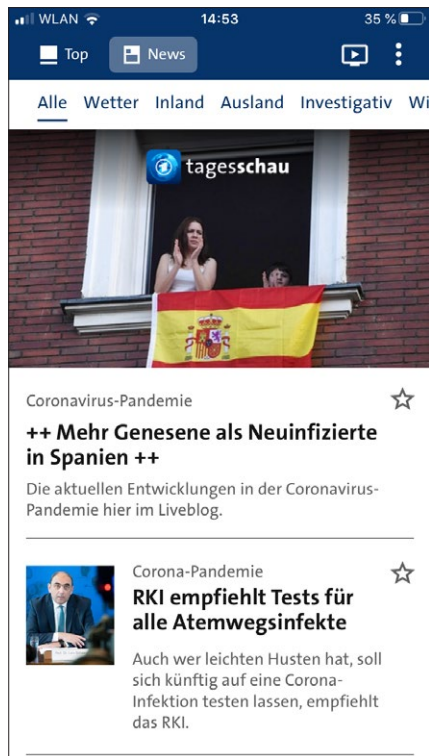 WLAN
14:53
35 %
Top
News
Alle Wetter Inland Ausland Investigativ Wi
tagesschau
Coronavirus-Pandemie
++ Mehr Genesene als Neuinfizierte
in Spanien ++
Die aktuellen Entwicklungen in der Coronavirus-
Pandemie hier im Liveblog.
Corona-Pandemie
RKI empfiehlt Tests für
alle Atemwegsinfekte
Auch wer leichten Husten hat, soll
sich künftig auf eine Corona-
Infektion testen lassen, empfiehlt
das RKI.